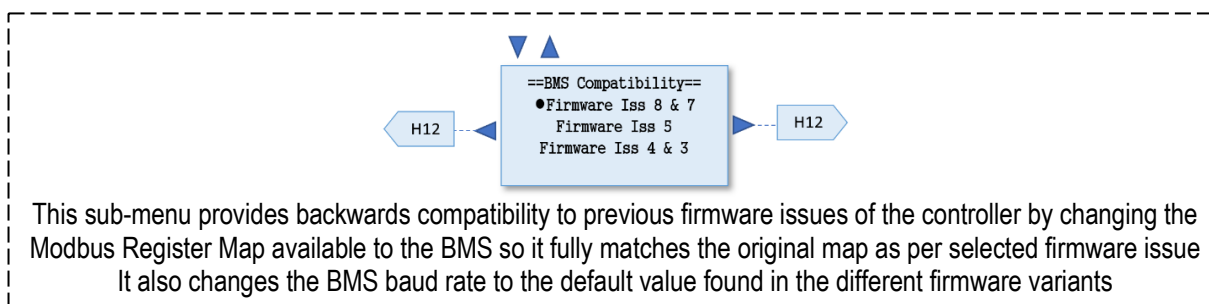 ==BMS Compatibility==
●Firmware Iss 8 & 7
Firmware Iss 5
Firmware Iss 4 & 3
H12
H12
This sub-menu provides backwards compatibility to previous firmware issues of the controller by changing the
Modbus Register Map available to the BMS so it fully matches the original map as per selected firmware issue
It also changes the BMS baud rate to the default value found in the different firmware variants